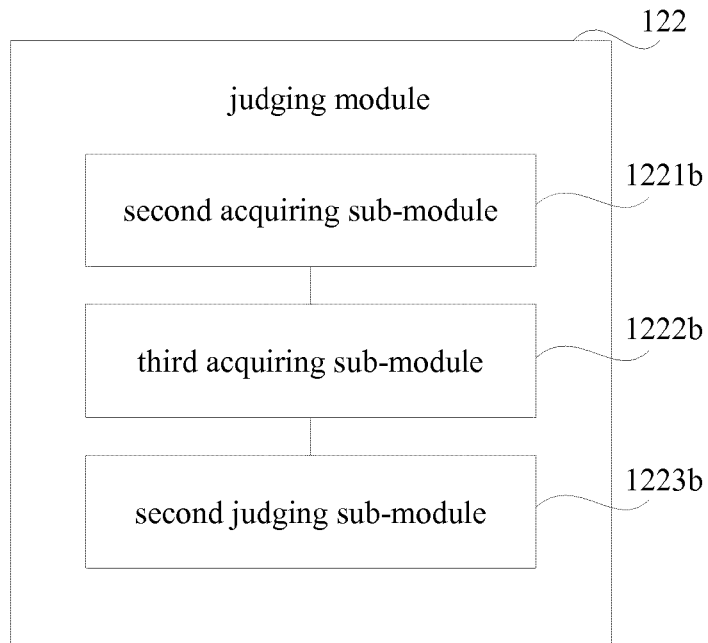 122
judging module
1221b
second acquiring sub-module
1222b
third acquiring sub-module
1223b
second judging sub-module